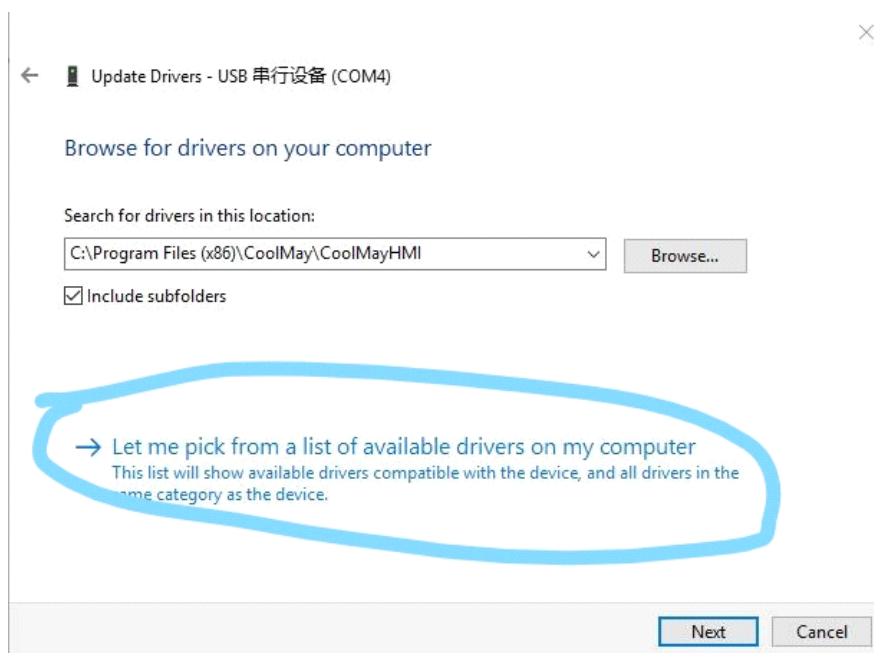 Update Drivers - USB 串行设备 (COM4)
Browse for drivers on your computer
Search for drivers in this location:
C:\Program Files (x86)\CoolMay\CoolMayHMI
Browse...
Include subfolders
Let me pick from a list of available drivers on my computer
This list will show available drivers compatible with the device, and all drivers in the
same category as the device.
Next
Cancel